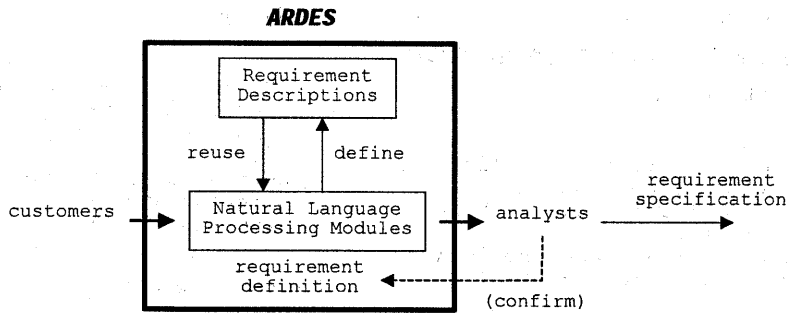 ARDES
Requirement
Descriptions
reuse
define
customers
Natural Language
Processing Modules
analysts
requirement
specification
requirement
definition
(confirm)